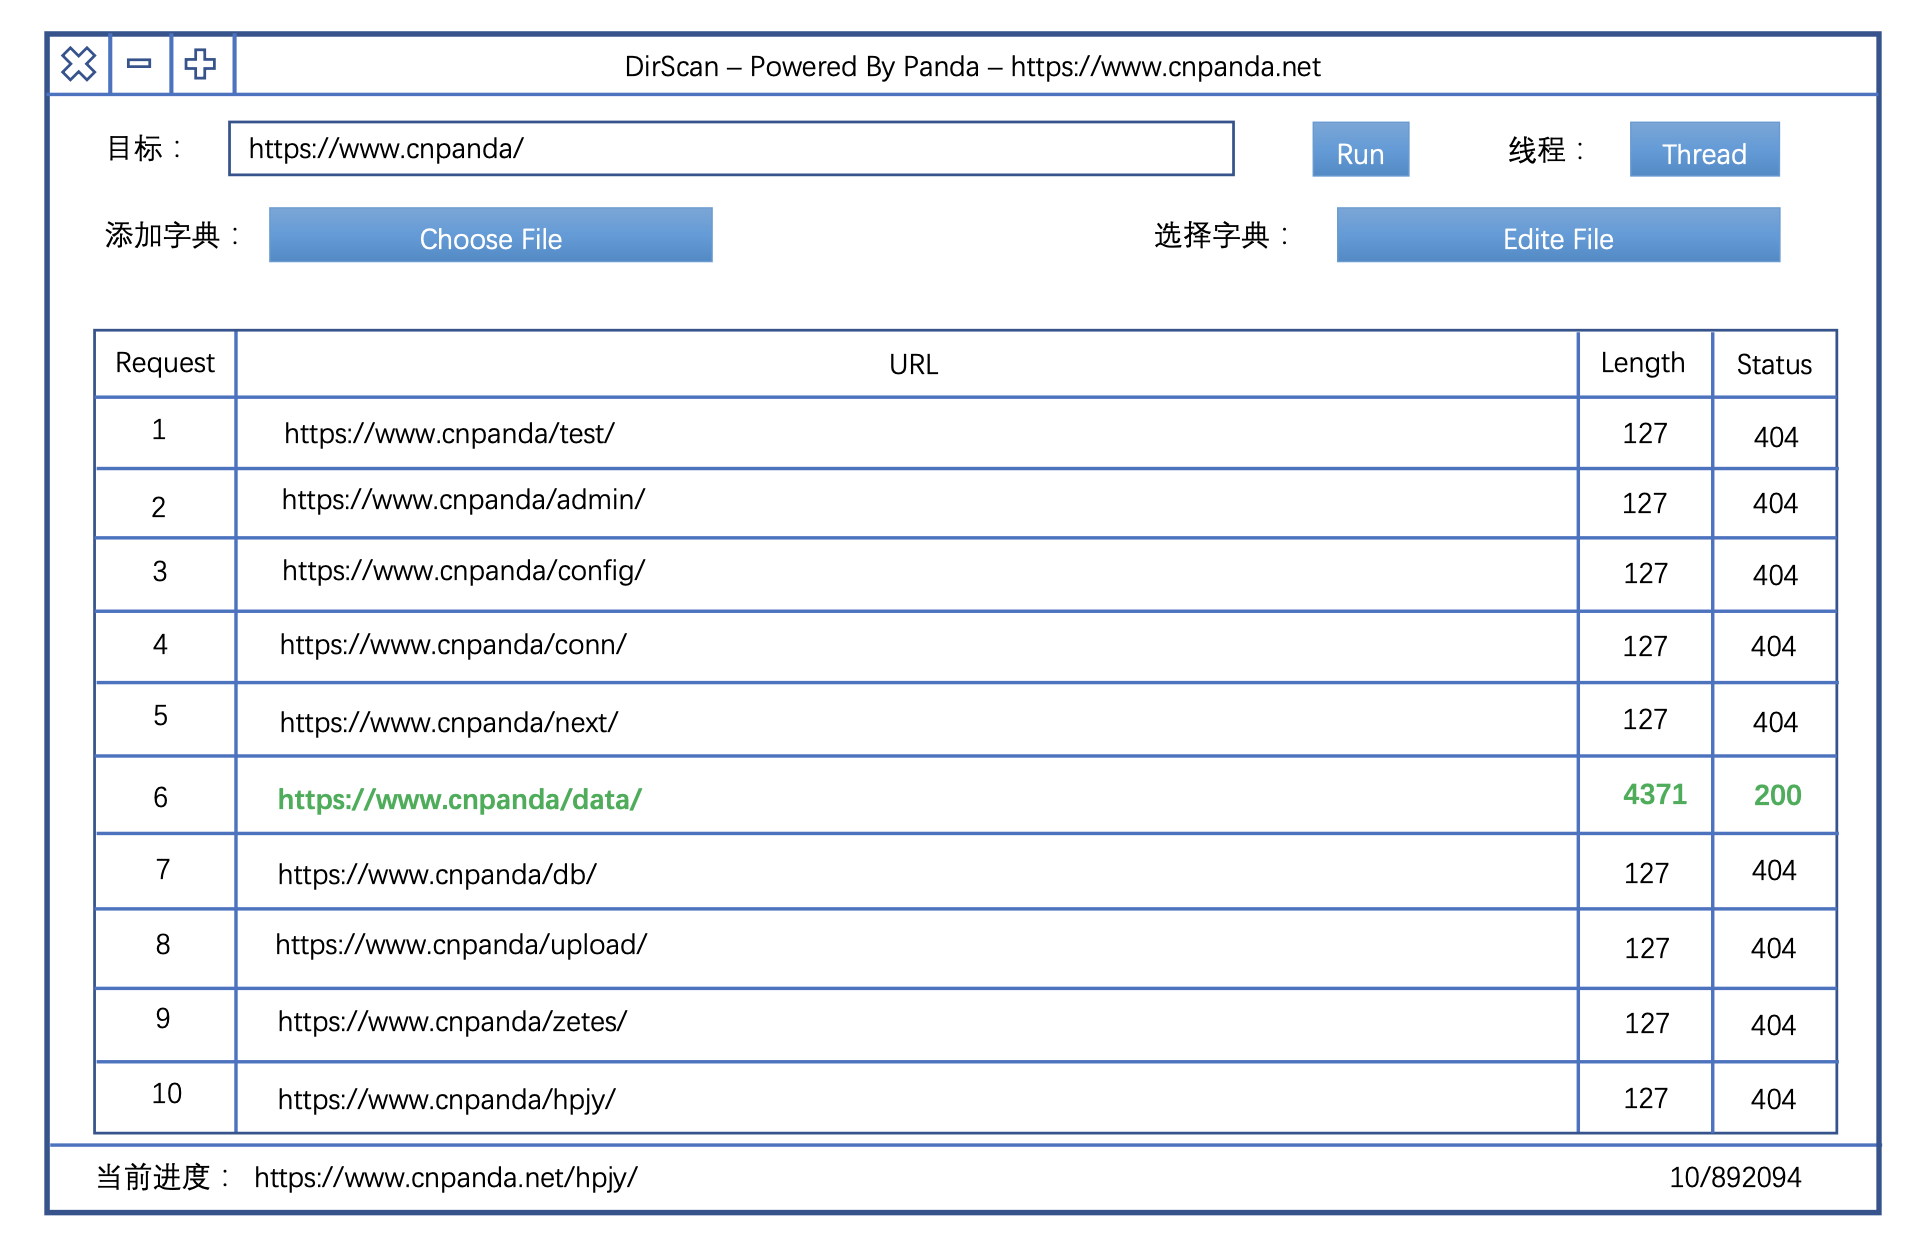 DirScan – Powered By Panda – https://www.cnpanda.net
目标： https://www.cnpanda/ Run 线程： Thread
添加字典： Choose File 选择字典： Edite File
Request URL Length Status
1 https://www.cnpanda/test/ 127 404
2 https://www.cnpanda/admin/ 127 404
3 https://www.cnpanda/config/ 127 404
4 https://www.cnpanda/conn/ 127 404
5 https://www.cnpanda/next/ 127 404
6 https://www.cnpanda/data/ 4371 200
7 https://www.cnpanda/db/ 127 404
8 https://www.cnpanda/upload/ 127 404
9 https://www.cnpanda/zetes/ 127 404
10 https://www.cnpanda/hpjy/ 127 404
当前进度： https://www.cnpanda.net/hpjy/ 10/892094